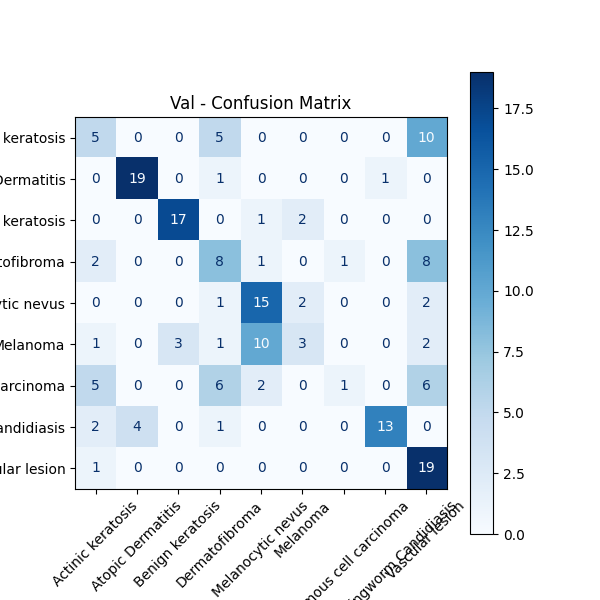 Val - Confusion Matrix
keratosis 5 0 0 5 0 0 0 0 10
Dermatitis 0 19 0 1 0 0 0 1 0
keratosis 0 0 17 0 1 2 0 0 0
tofibroma 2 0 0 8 1 0 1 0 8
ytic nevus 0 0 0 1 15 2 0 0 2
Melanoma 1 0 3 1 10 3 0 0 2
arcinoma 5 0 0 6 2 0 1 0 6
andidiasis 2 4 0 1 0 0 0 13 0
ular lesion 1 0 0 0 0 0 0 0 19
Actinic keratosis
Atopic Dermatitis
Benign keratosis
Dermatofibroma
Melanocytic nevus
Melanoma
mous cell carcinoma
ngworm Candidiasis
Vascular lesion
17.5
15.0
12.5
10.0
7.5
5.0
2.5
0.0